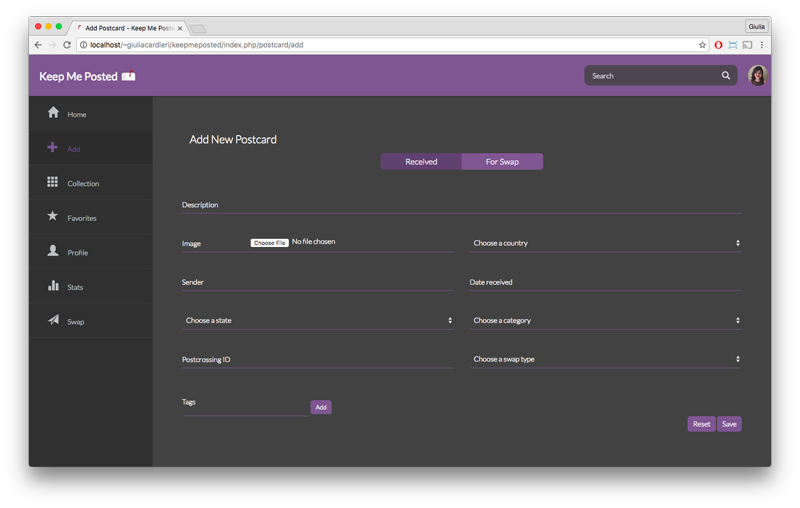 Add Postcard - Keep Me Poste
Giulia
localhost/~giuliacardieri/keepmeposted/index.php/postcard/add
Keep Me Posted
Search
Home
Add
Collection
Favorites
Profile
Stats
Swap
Add New Postcard
Received For Swap
Description
Image Choose File No file chosen Choose a country
Sender Date received
Choose a state Choose a category
Postcrossing ID Choose a swap type
Tags Add
Reset Save